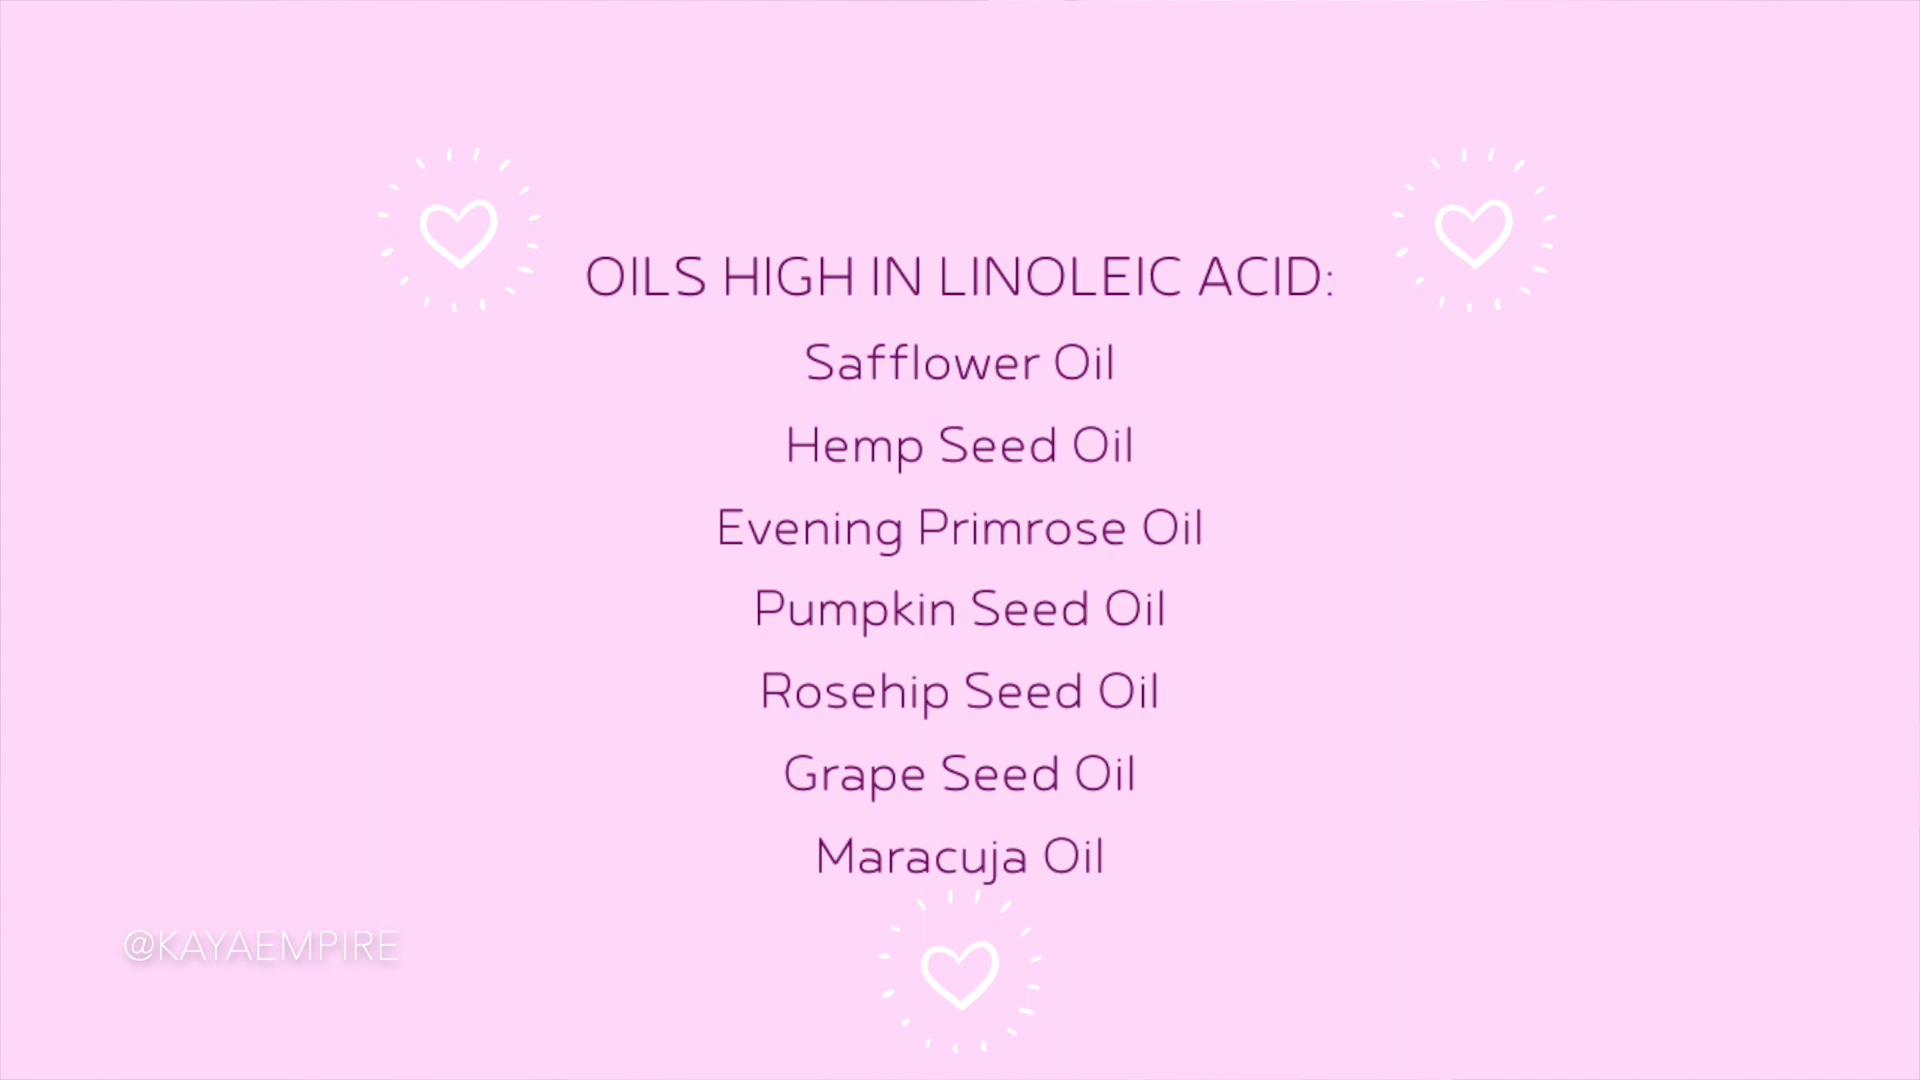 OILS HIGH IN LINOLEIC ACID:
Safflower Oil
Hemp Seed Oil
Evening Primrose Oil
Pumpkin Seed Oil
Rosehip Seed Oil
Grape Seed Oil
Maracuja Oil
@KAYAEMPIRE